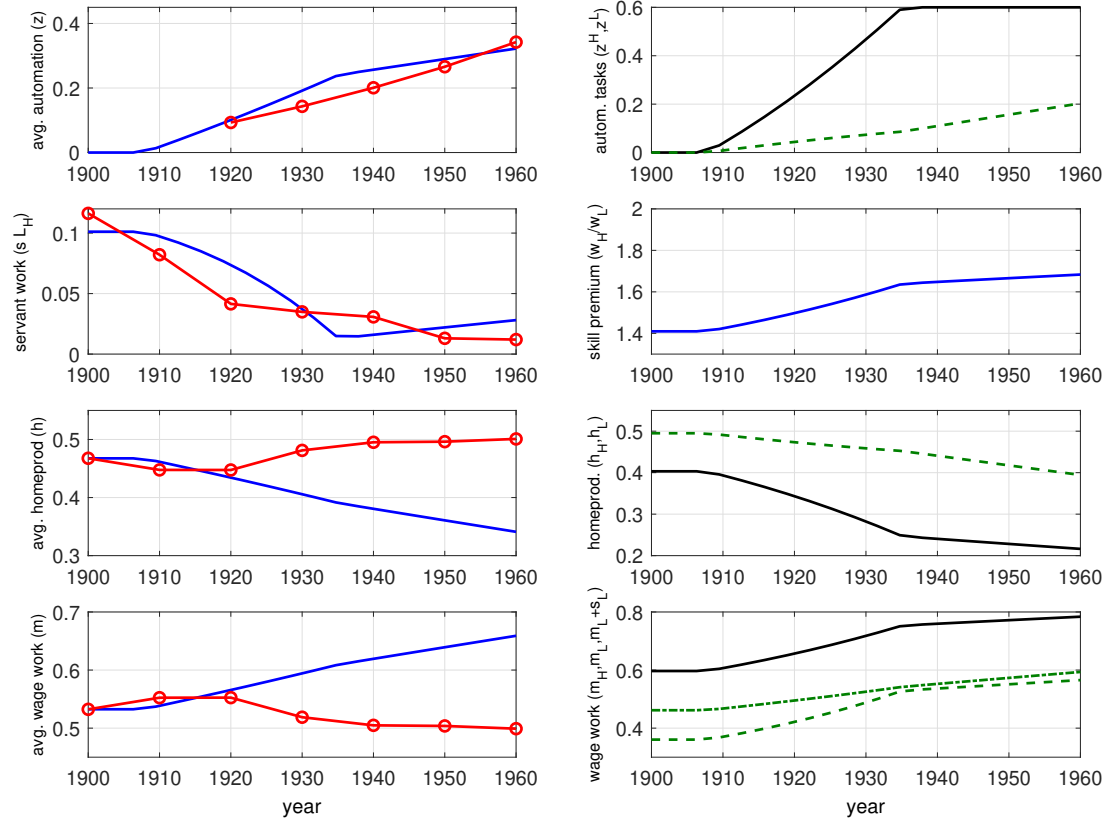 avg. automation (z)
0.4
0.2
0
1900 1910 1920 1930 1940 1950 1960
autom. tasks (z^H,z^L)
0.6
0.4
0.2
0
1900 1910 1920 1930 1940 1950 1960
servant work (s L_H)
0.1
0.05
0
1900 1910 1920 1930 1940 1950 1960
skill premium (w_H/w_L)
2
1.8
1.6
1.4
1900 1910 1920 1930 1940 1950 1960
avg. homeprod (h)
0.5
0.4
0.3
1900 1910 1920 1930 1940 1950 1960
homeprod. (h_H,h_L)
0.5
0.4
0.3
0.2
1900 1910 1920 1930 1940 1950 1960
avg. wage work (m)
0.7
0.6
0.5
1900 1910 1920 1930 1940 1950 1960
year
wage work (m_H,m_L,m_L+s_L)
0.8
0.6
0.4
1900 1910 1920 1930 1940 1950 1960
year